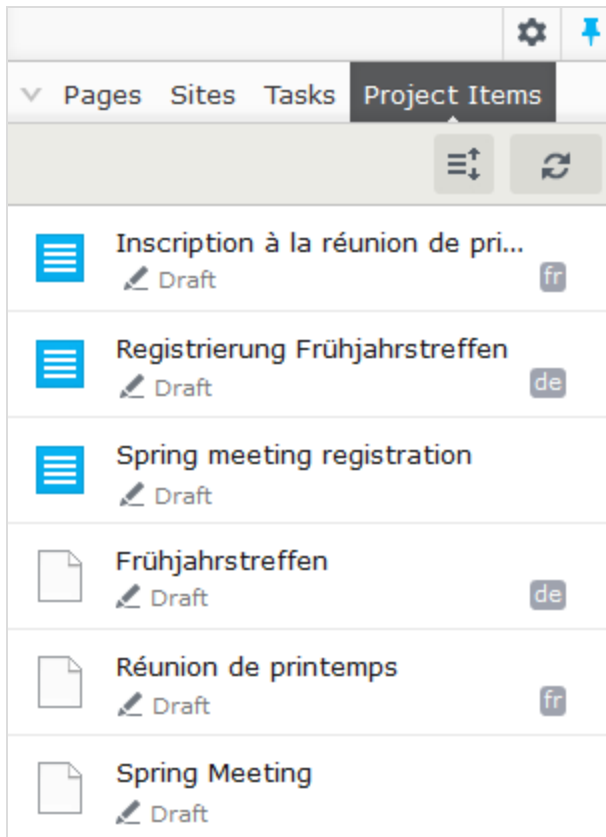 Pages Sites Tasks Project Items
Inscription à la réunion de pri...
Draft fr
Registrierung Frühjahrstreffen
Draft de
Spring meeting registration
Draft
Frühjahrstreffen
Draft de
Réunion de printemps
Draft fr
Spring Meeting
Draft